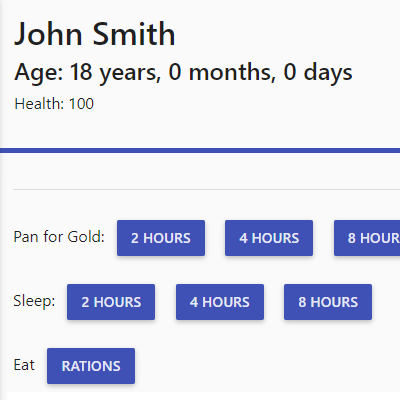 John Smith
Age: 18 years, 0 months, 0 days
Health: 100
Pan for Gold: 2 HOURS 4 HOURS 8 HOUR
Sleep: 2 HOURS 4 HOURS 8 HOURS
Eat RATIONS